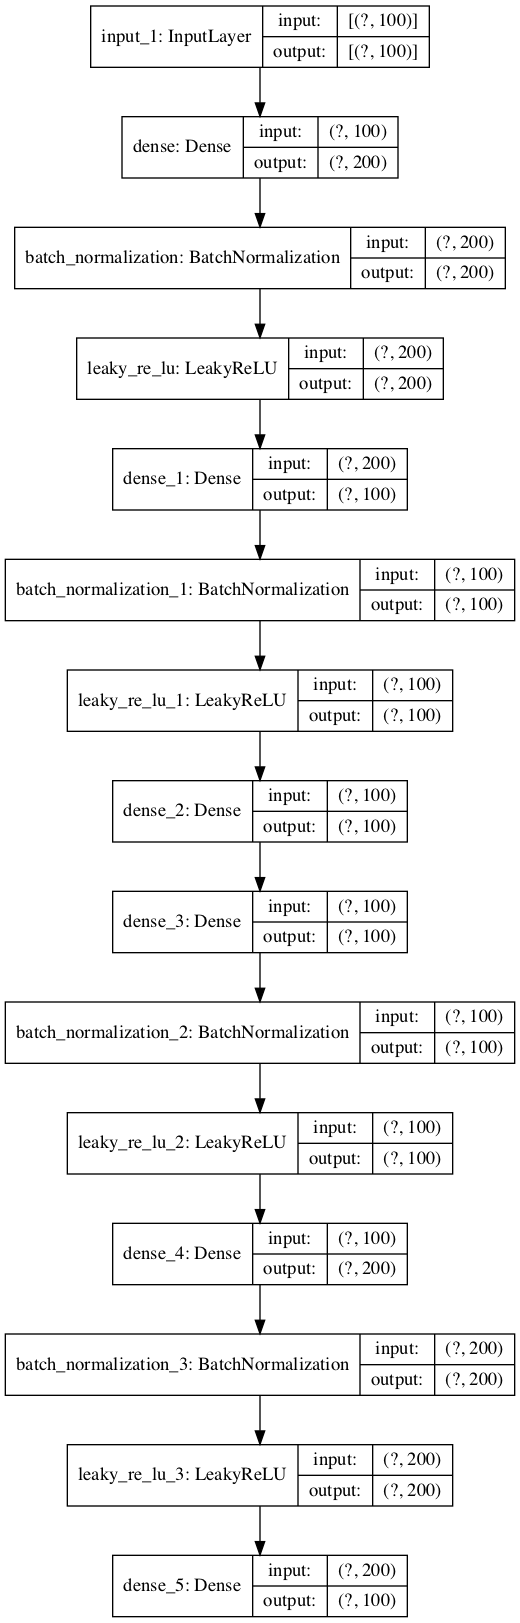 input_1: InputLayer
input: [(?, 100)]
output: [(?, 100)]
dense: Dense
input: (?, 100)
output: (?, 200)
batch_normalization: BatchNormalization
input: (?, 200)
output: (?, 200)
leaky_re_lu: LeakyReLU
input: (?, 200)
output: (?, 200)
dense_1: Dense
input: (?, 200)
output: (?, 100)
batch_normalization_1: BatchNormalization
input: (?, 100)
output: (?, 100)
leaky_re_lu_1: LeakyReLU
input: (?, 100)
output: (?, 100)
dense_2: Dense
input: (?, 100)
output: (?, 100)
dense_3: Dense
input: (?, 100)
output: (?, 100)
batch_normalization_2: BatchNormalization
input: (?, 100)
output: (?, 100)
leaky_re_lu_2: LeakyReLU
input: (?, 100)
output: (?, 100)
dense_4: Dense
input: (?, 100)
output: (?, 200)
batch_normalization_3: BatchNormalization
input: (?, 200)
output: (?, 200)
leaky_re_lu_3: LeakyReLU
input: (?, 200)
output: (?, 200)
dense_5: Dense
input: (?, 200)
output: (?, 100)